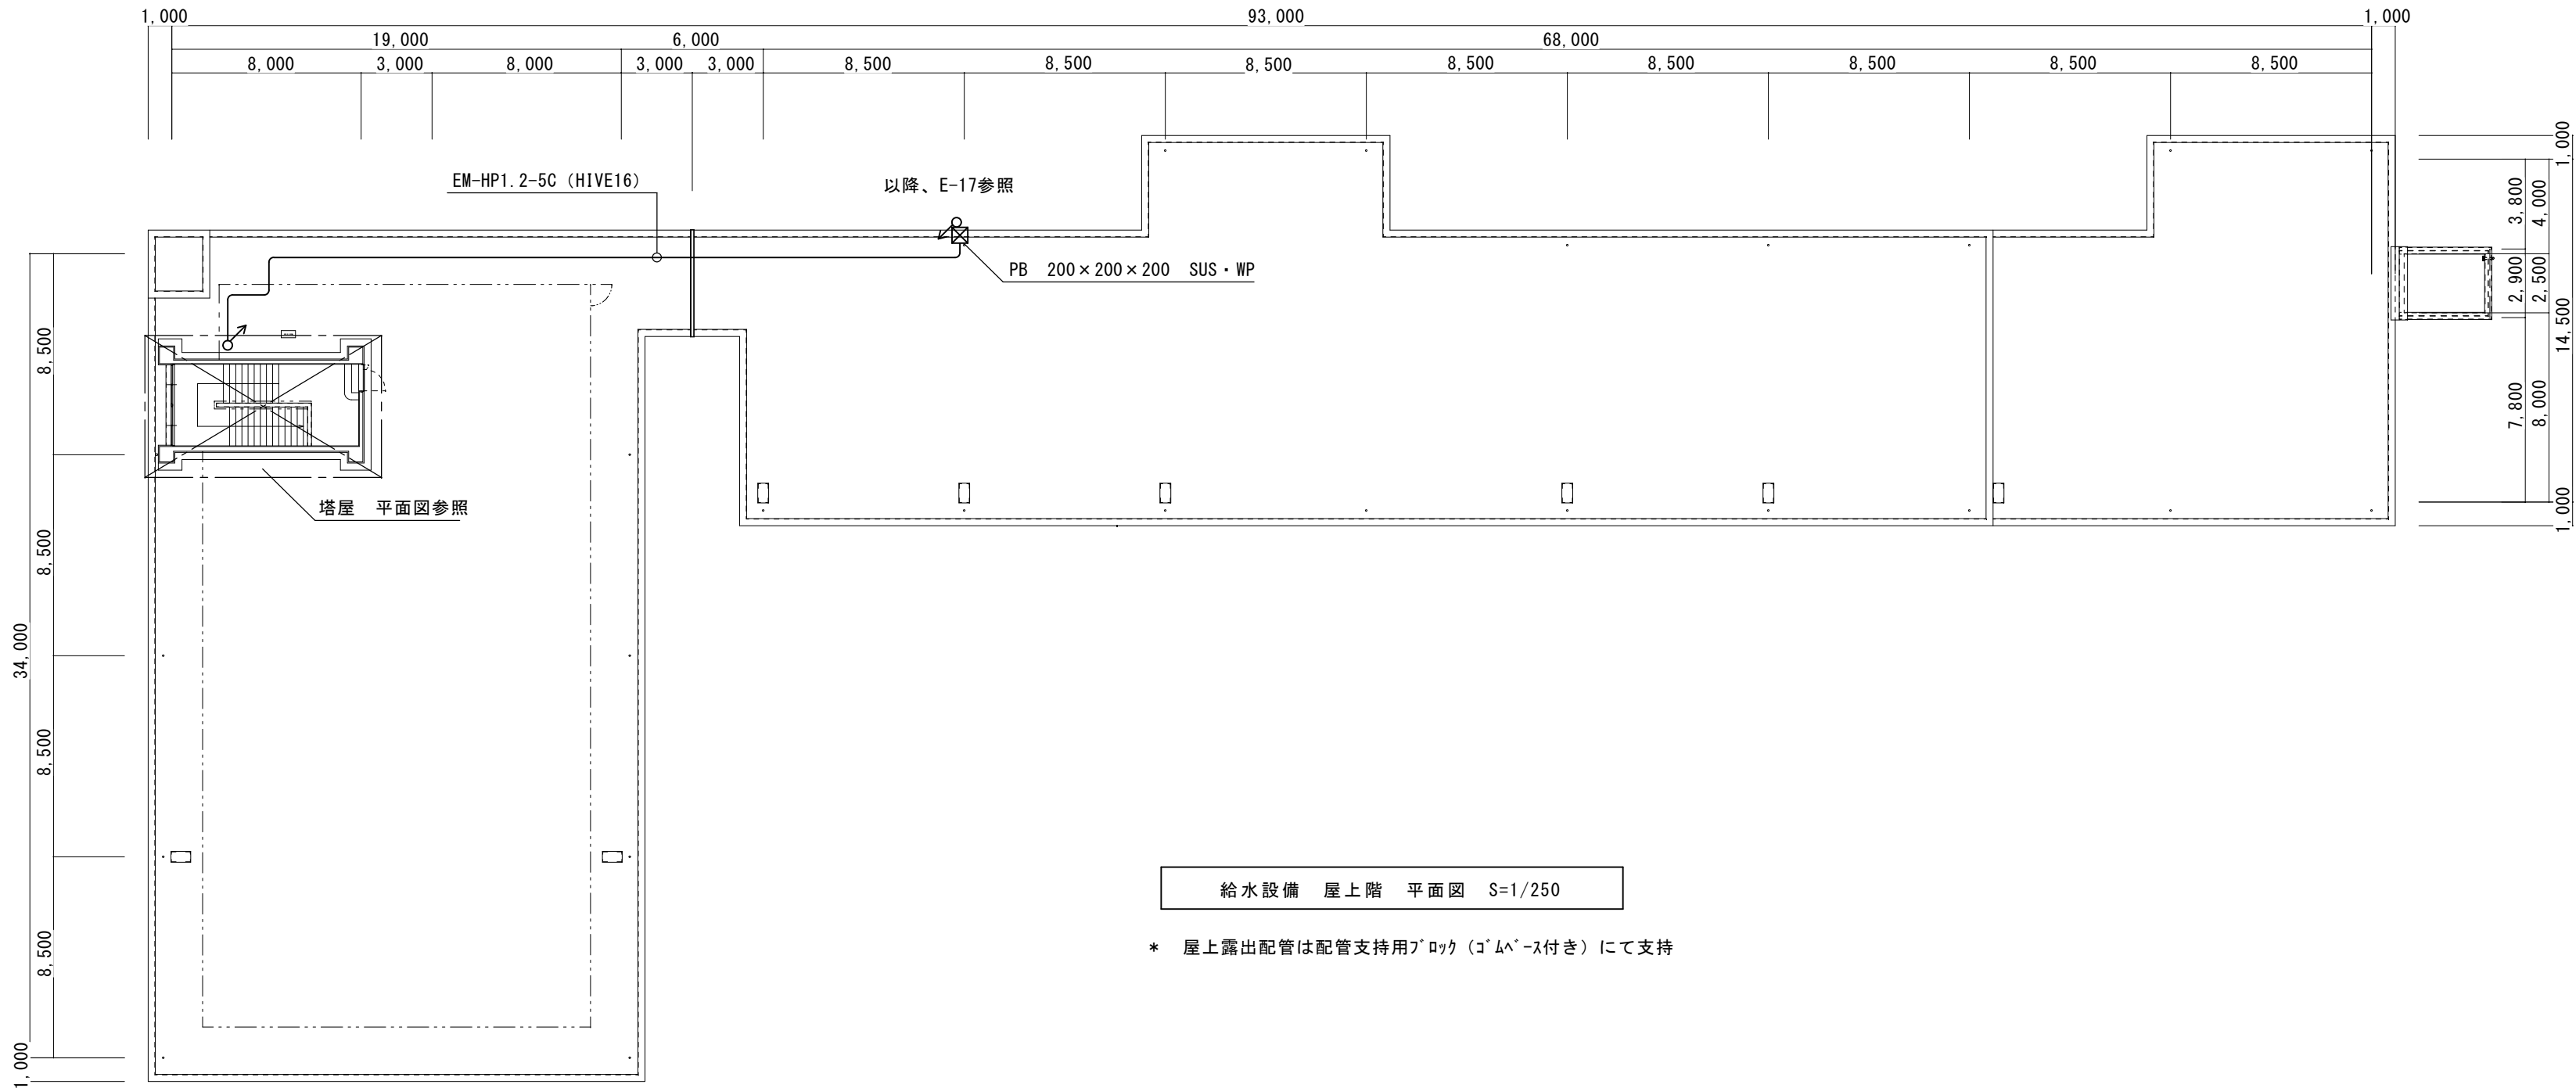 1,000 93,000 1,000
19,000 6,000 68,000
8,000 3,000 8,000 3,000 3,000 8,500 8,500 8,500 8,500 8,500 8,500 8,500 8,500
EM-HP1.2-5C（HIVE16）
以降、E-17参照
PB　200×200×200　SUS・WP
塔屋　平面図参照
8,500
8,500
8,500
8,500
34,000
1,000
1,000
3,800
4,000
2,900
2,500
14,500
7,800
8,000
1,000
給水設備　屋上階　平面図　S=1/250
*　屋上露出配管は配管支持用ﾌﾞﾛｯｸ（ｺﾞﾑﾍﾞｰｽ付き）にて支持